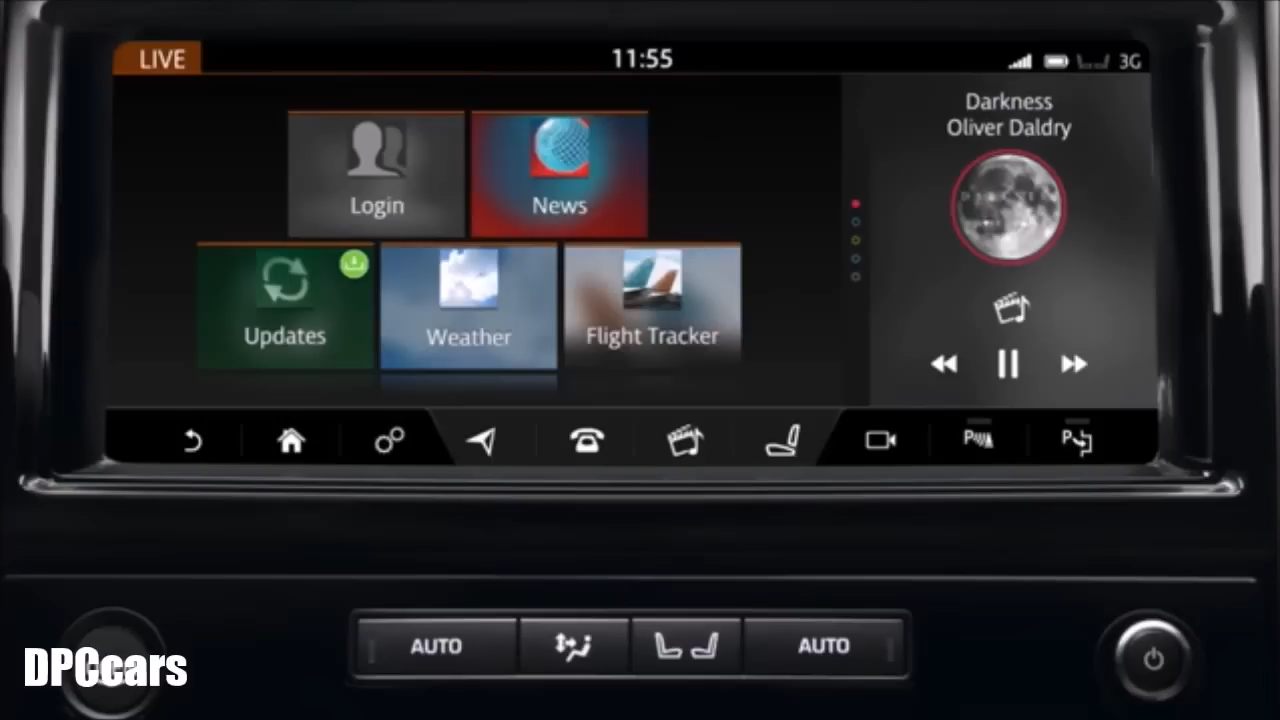 LIVE
11:55
3G
Darkness
Oliver Daldry
Login
News
Updates
Weather
Flight Tracker
P
P
AUTO
AUTO
DPCcars